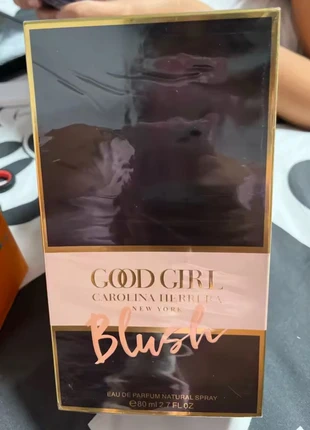 GOOD GIRL
CAROLINA HERRERA
NEW YORK
Blush
EAU DE PARFUM NATURAL SPRAY
℮80 ml 2.7 FL OZ